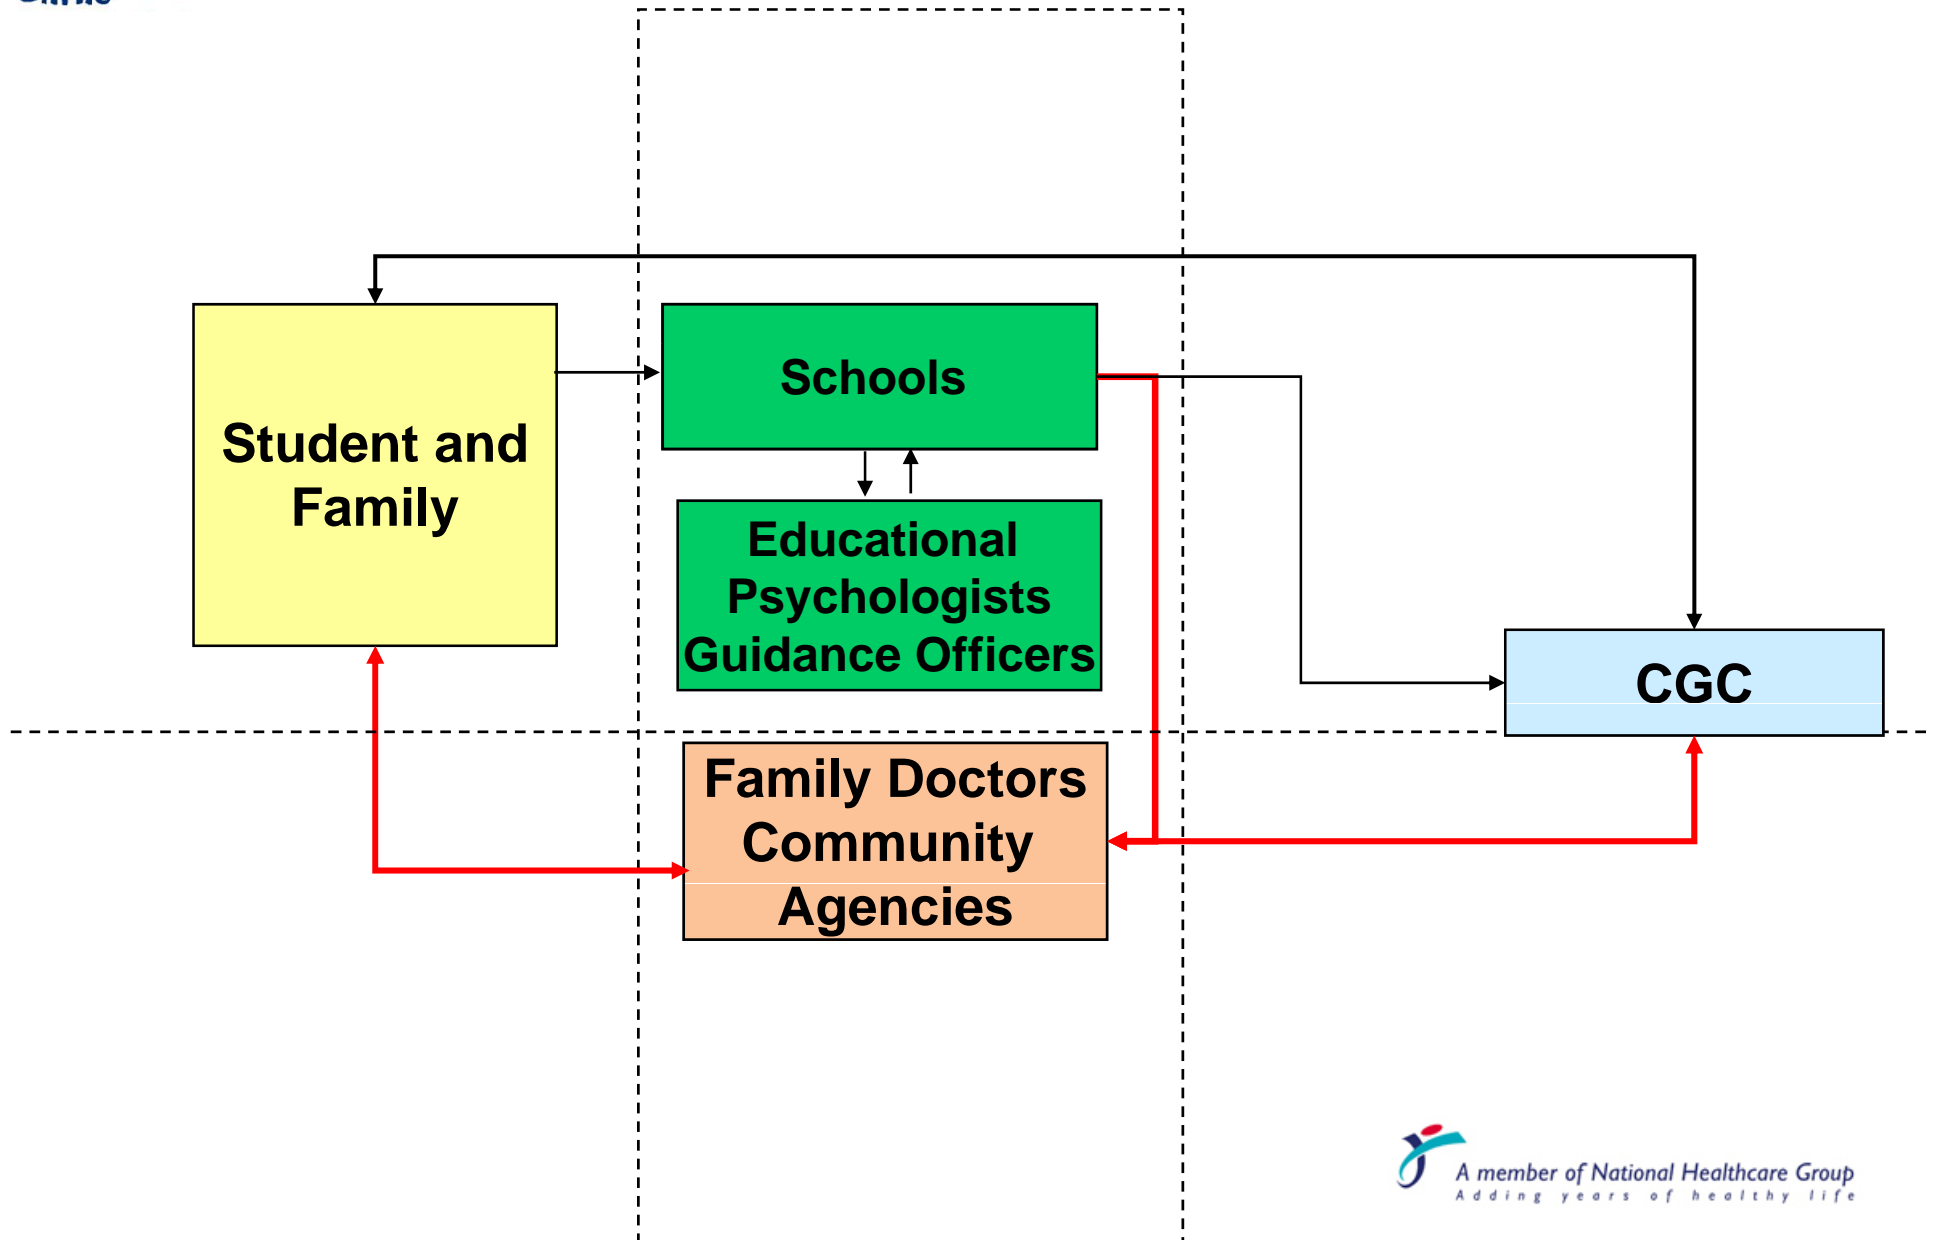 Schools
Student and
Family
Educational
Psychologists
Guidance Officers
CGC
Family Doctors
Community
Agencies
A member of National Healthcare Group
Adding years of healthy life